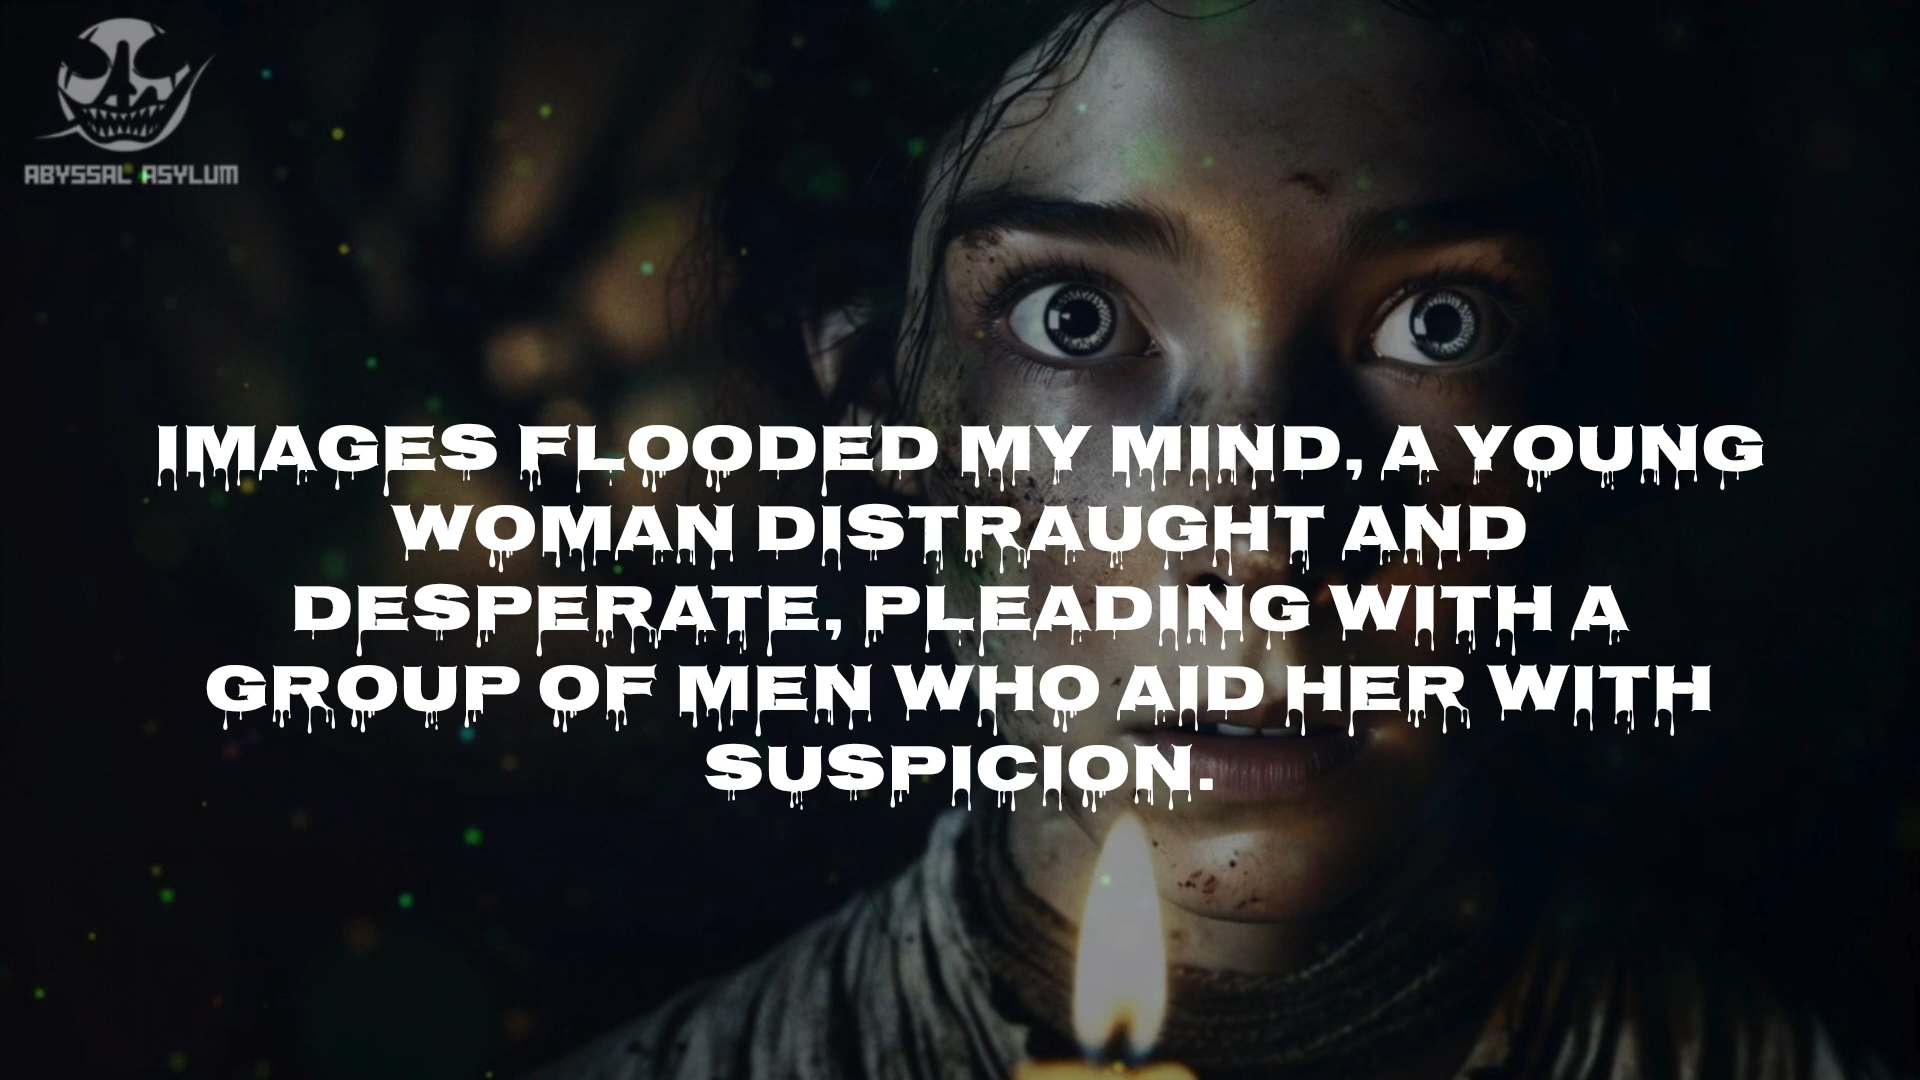 ABYSSAL ASYLUM
IMAGES FLOODED MY MIND, A YOUNG
WOMAN DISTRAUGHT AND
DESPERATE, PLEADING WITH A
GROUP OF MEN WHO AID HER WITH
SUSPICION.